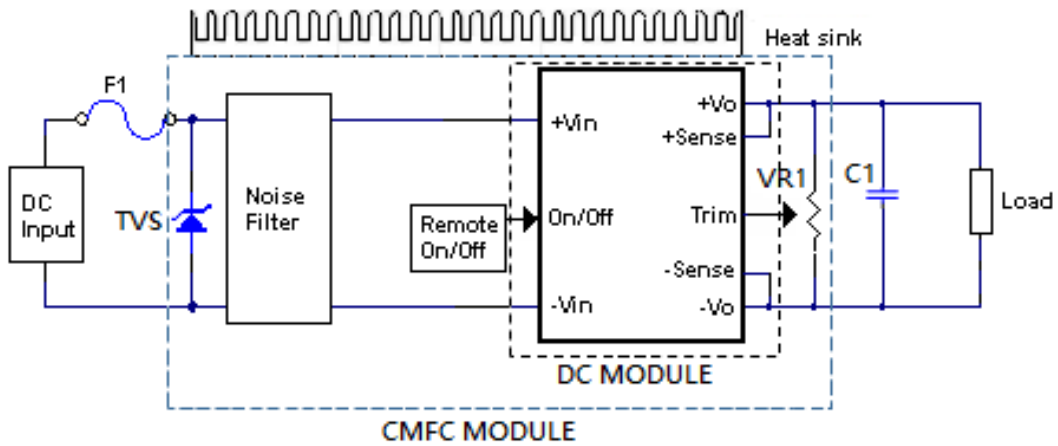 Heat sink
F1
+Vin
+Vo
+Sense
DC
Input
TVS
Noise
Filter
Remote
On/Off
On/Off
Trim
VR1
C1
Load
-Sense
-Vin
-Vo
DC MODULE
CMFC MODULE